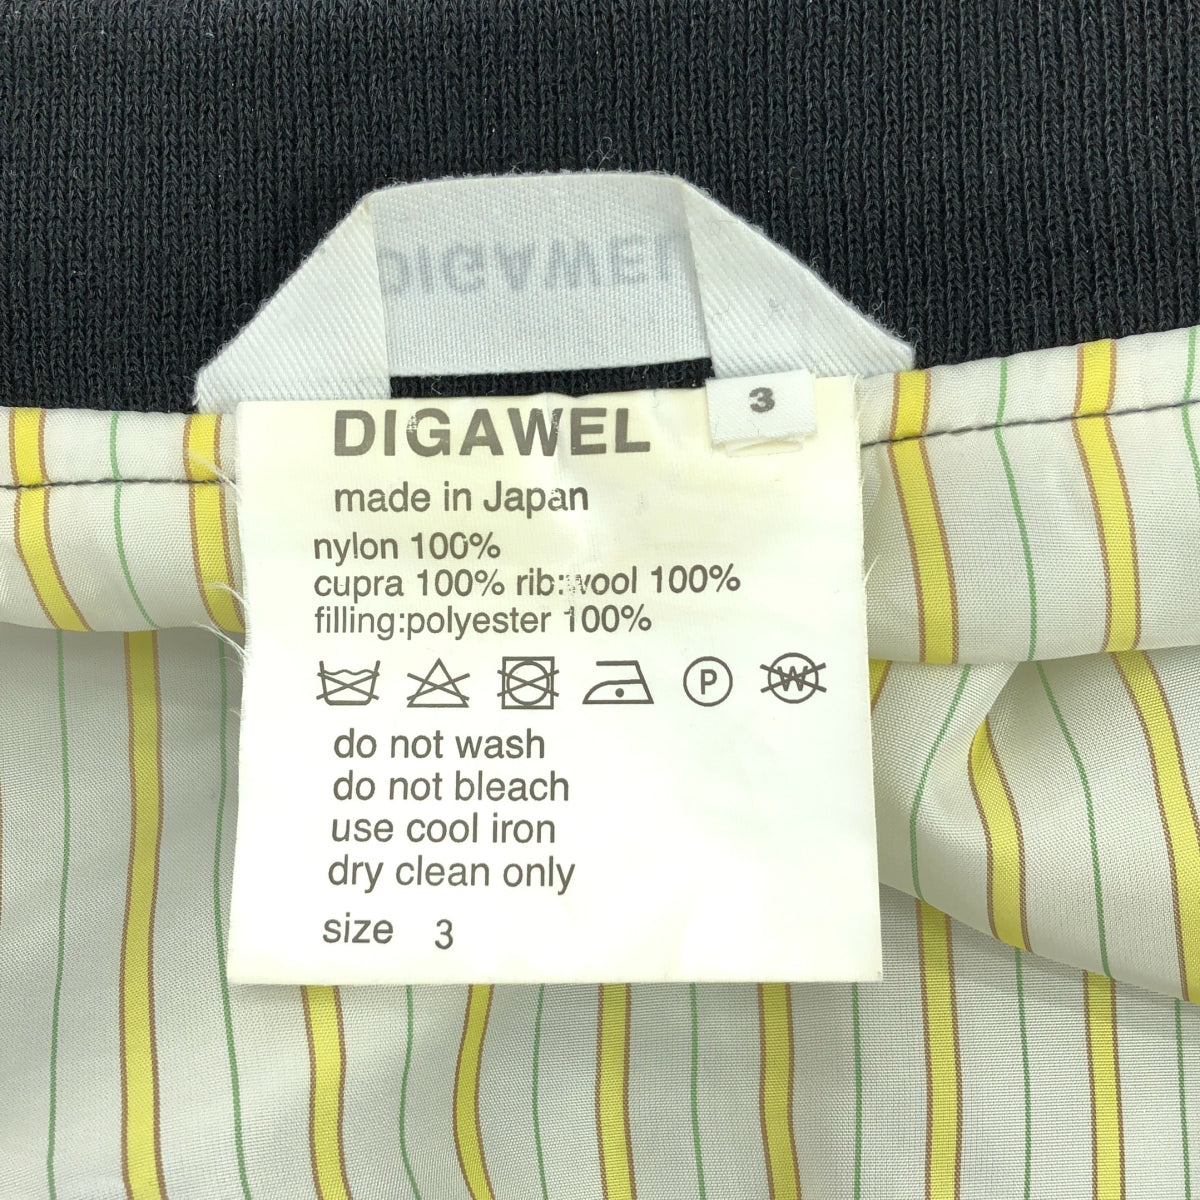 DIGAWEL
3
DIGAWEL
made in Japan
nylon 100%
cupra 100% rib:wool 100%
filling:polyester 100%
P W
do not wash
do not bleach
use cool iron
dry clean only
size 3